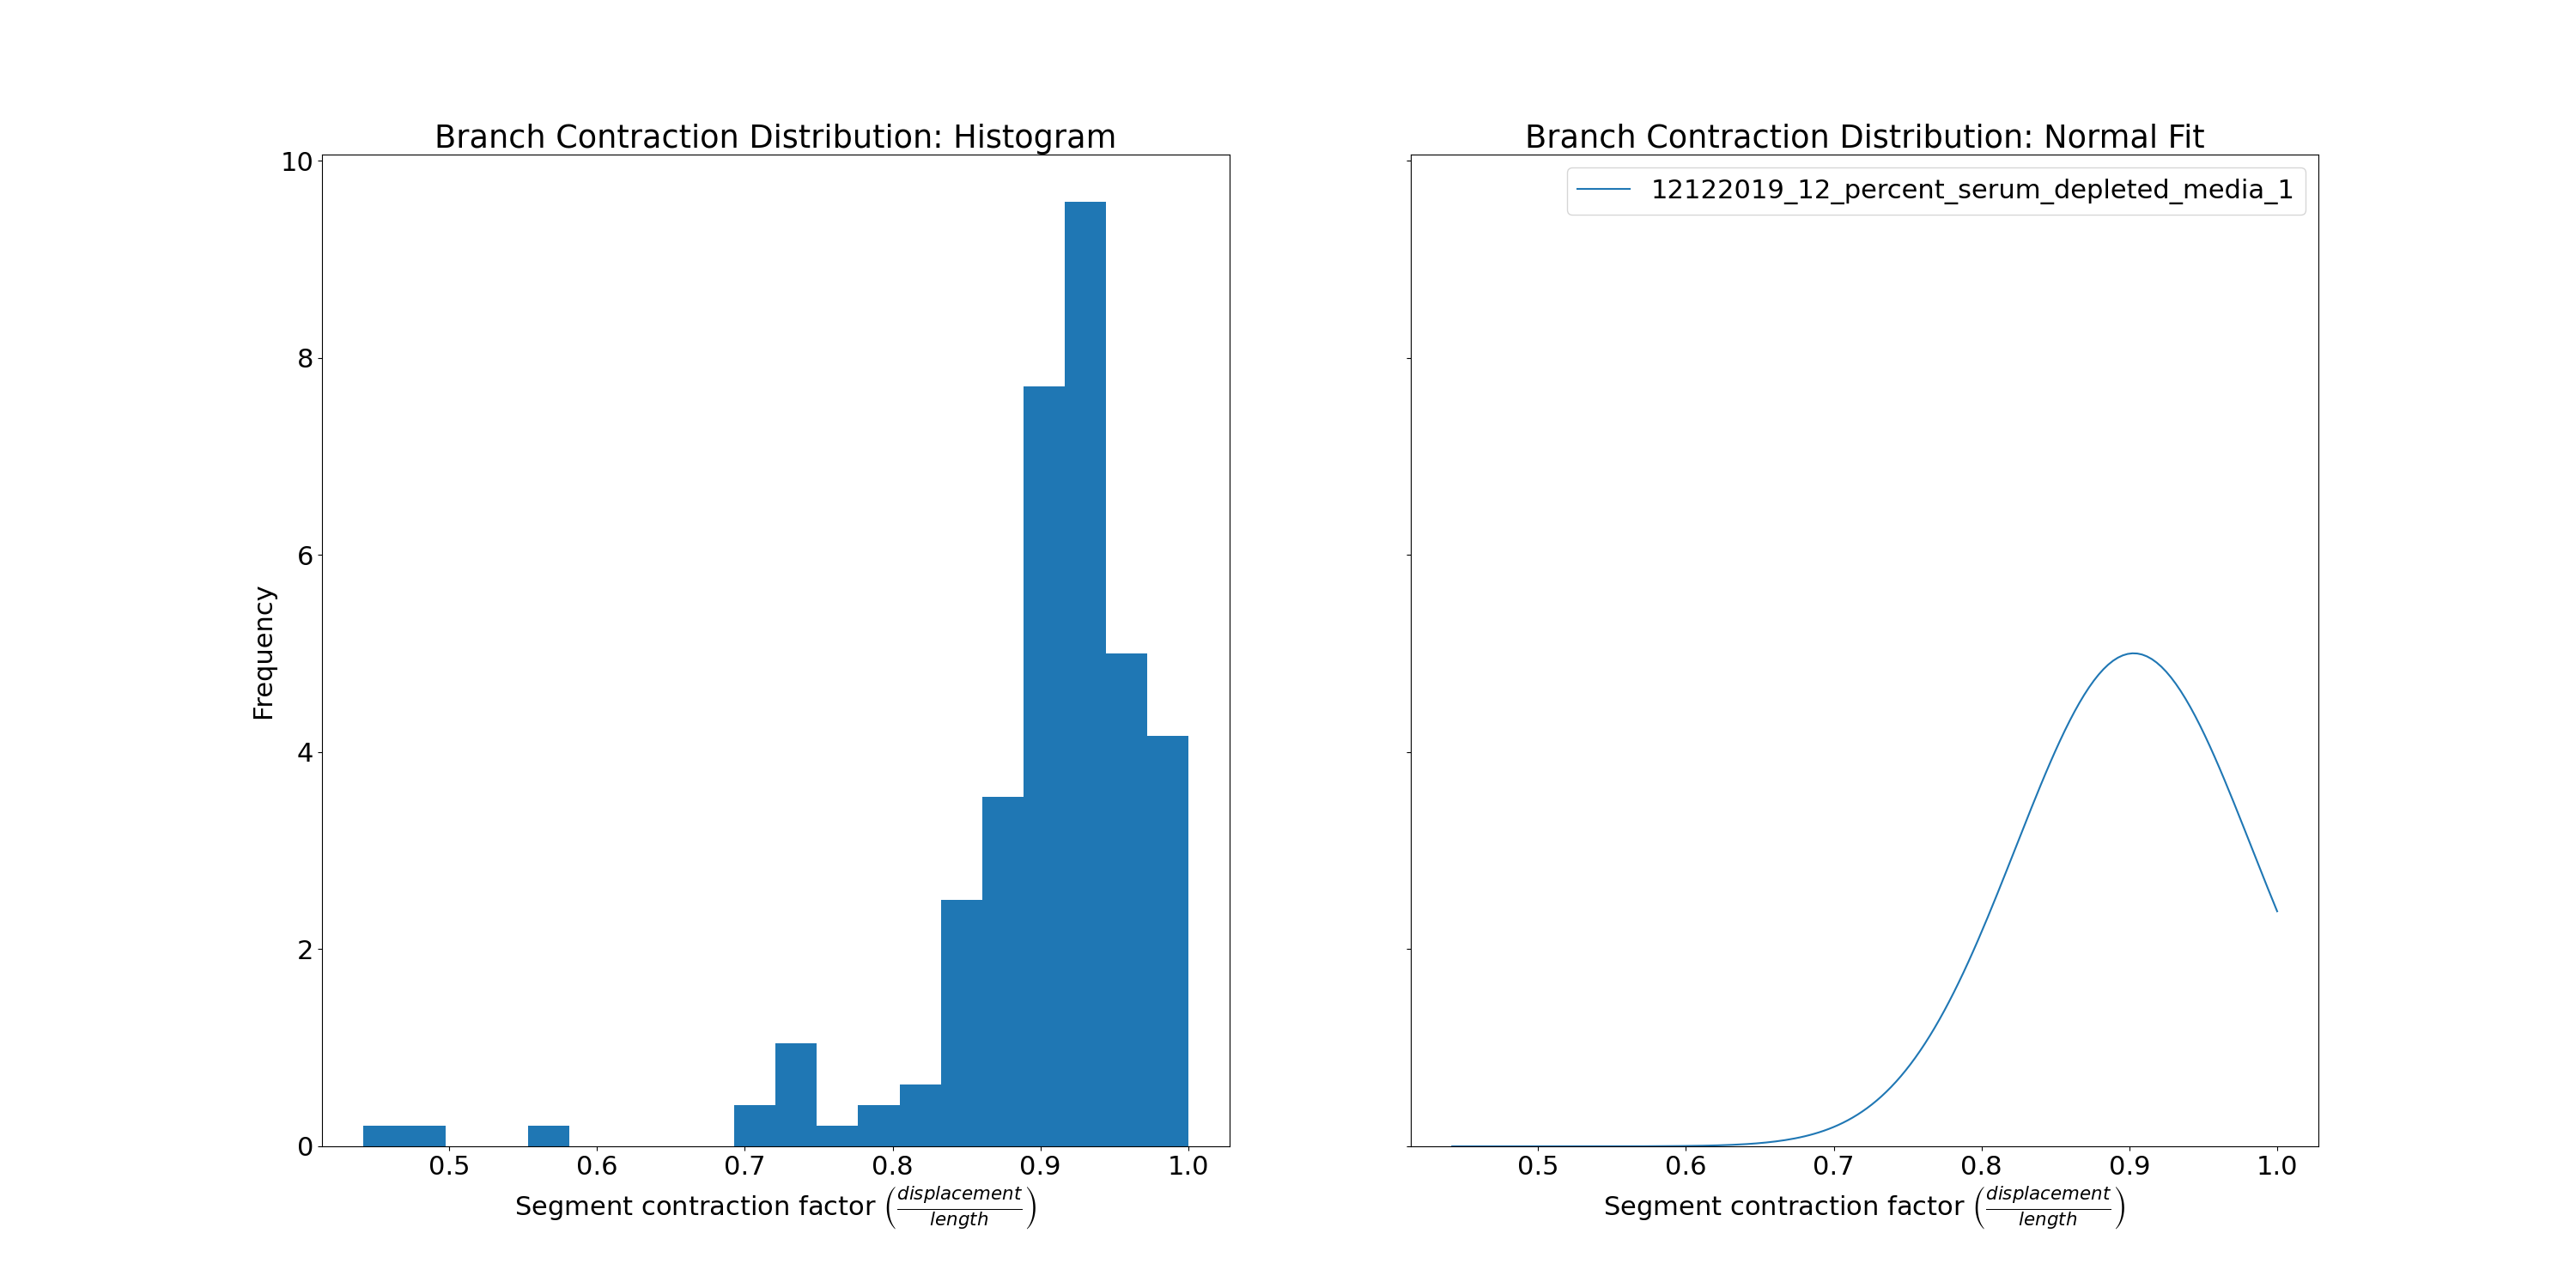 Branch Contraction Distribution: Histogram
10
8
6
4
2
0
Frequency
0.5 0.6 0.7 0.8 0.9 1.0
Segment contraction factor (displacement/length)
Branch Contraction Distribution: Normal Fit
12122019_12_percent_serum_depleted_media_1
0.5 0.6 0.7 0.8 0.9 1.0
Segment contraction factor (displacement/length)